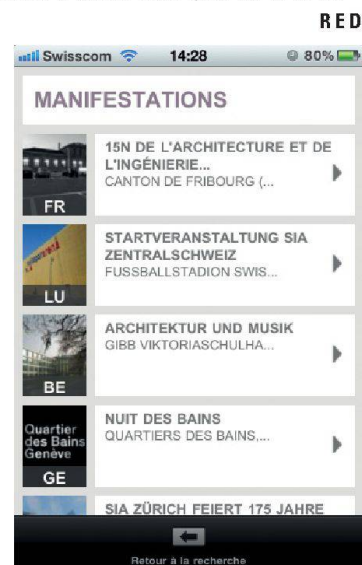 RED
Swisscom 14:28 80%
MANIFESTATIONS
15N DE L'ARCHITECTURE ET DE
L'INGÉNIERIE...
CANTON DE FRIBOURG (...
FR
STARTVERANSTALTUNG SIA
ZENTRALSCHWEIZ
FUSSBALLSTADION SWIS...
LU
ARCHITEKTUR UND MUSIK
GIBB VIKTORIASCHULHA...
BE
NUIT DES BAINS
QUARTIERS DES BAINS,...
Quartier
des Bains
Genève
GE
SIA ZÜRICH FEIERT 175 JAHRE
Retour à la recherche